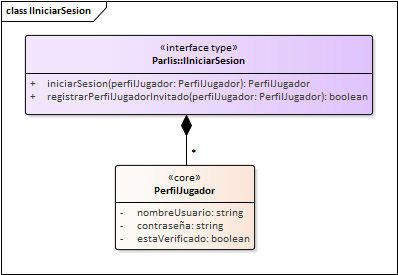 class IIniciarSesion
«interface type»
Parlis::IIniciarSesion
+ iniciarSesion(perfilJugador: PerfilJugador): PerfilJugador
+ registrarPerfilJugadorInvitado(perfilJugador: PerfilJugador): boolean
*
«core»
PerfilJugador
- nombreUsuario: string
- contraseña: string
- estaVerificado: boolean